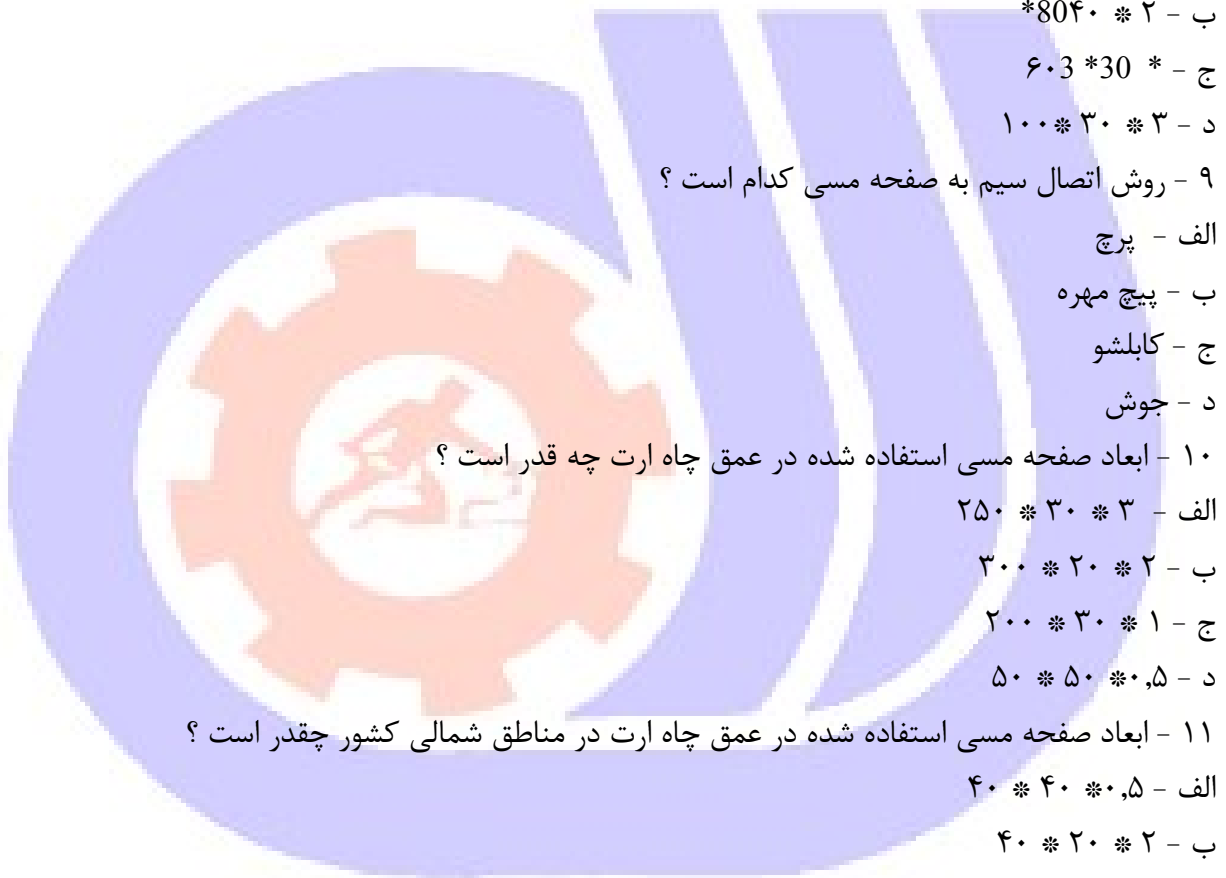 ب - ۲ * ۸0۴۰*
ج - * 30* ۶۰3
د - ۳ * ۳۰ *۱۰۰
۹ - روش اتصال سیم به صفحه مسی کدام است ؟
الف - پرچ
ب - پیچ مهره
ج - کابلشو
د - جوش
۱۰ - ابعاد صفحه مسی استفاده شده در عمق چاه ارت چه قدر است ؟
الف - ۳ * ۳۰ * ۲۵۰
ب - ۲ * ۲۰ * ۳۰۰
ج - ۱ * ۳۰ * ۲۰۰
د - ۰,۵* ۵۰ * ۵۰
۱۱ - ابعاد صفحه مسی استفاده شده در عمق چاه ارت در مناطق شمالی کشور چقدر است ؟
الف - ۰,۵* ۴۰ * ۴۰
ب - ۲ * ۲۰ * ۴۰